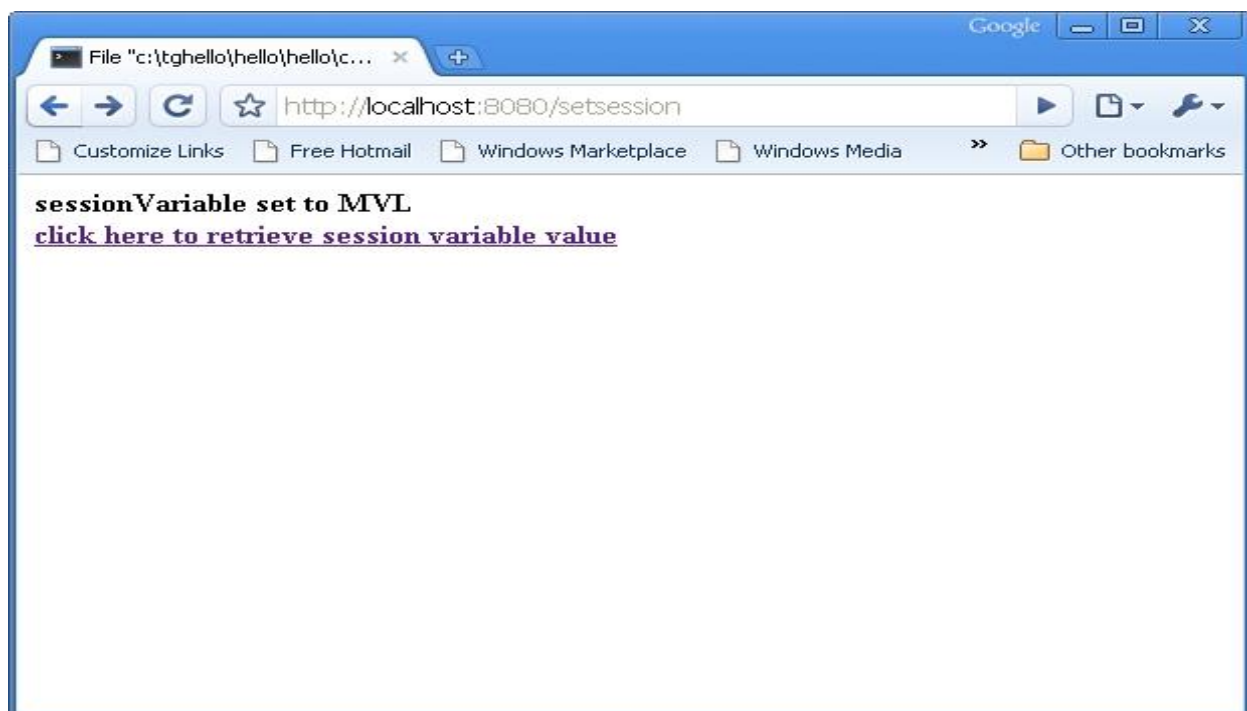 Google
File "c:\tghello\hello\hello\c...
http://localhost:8080/setsession
Customize Links Free Hotmail Windows Marketplace Windows Media » Other bookmarks
sessionVariable set to MVL
click here to retrieve session variable value